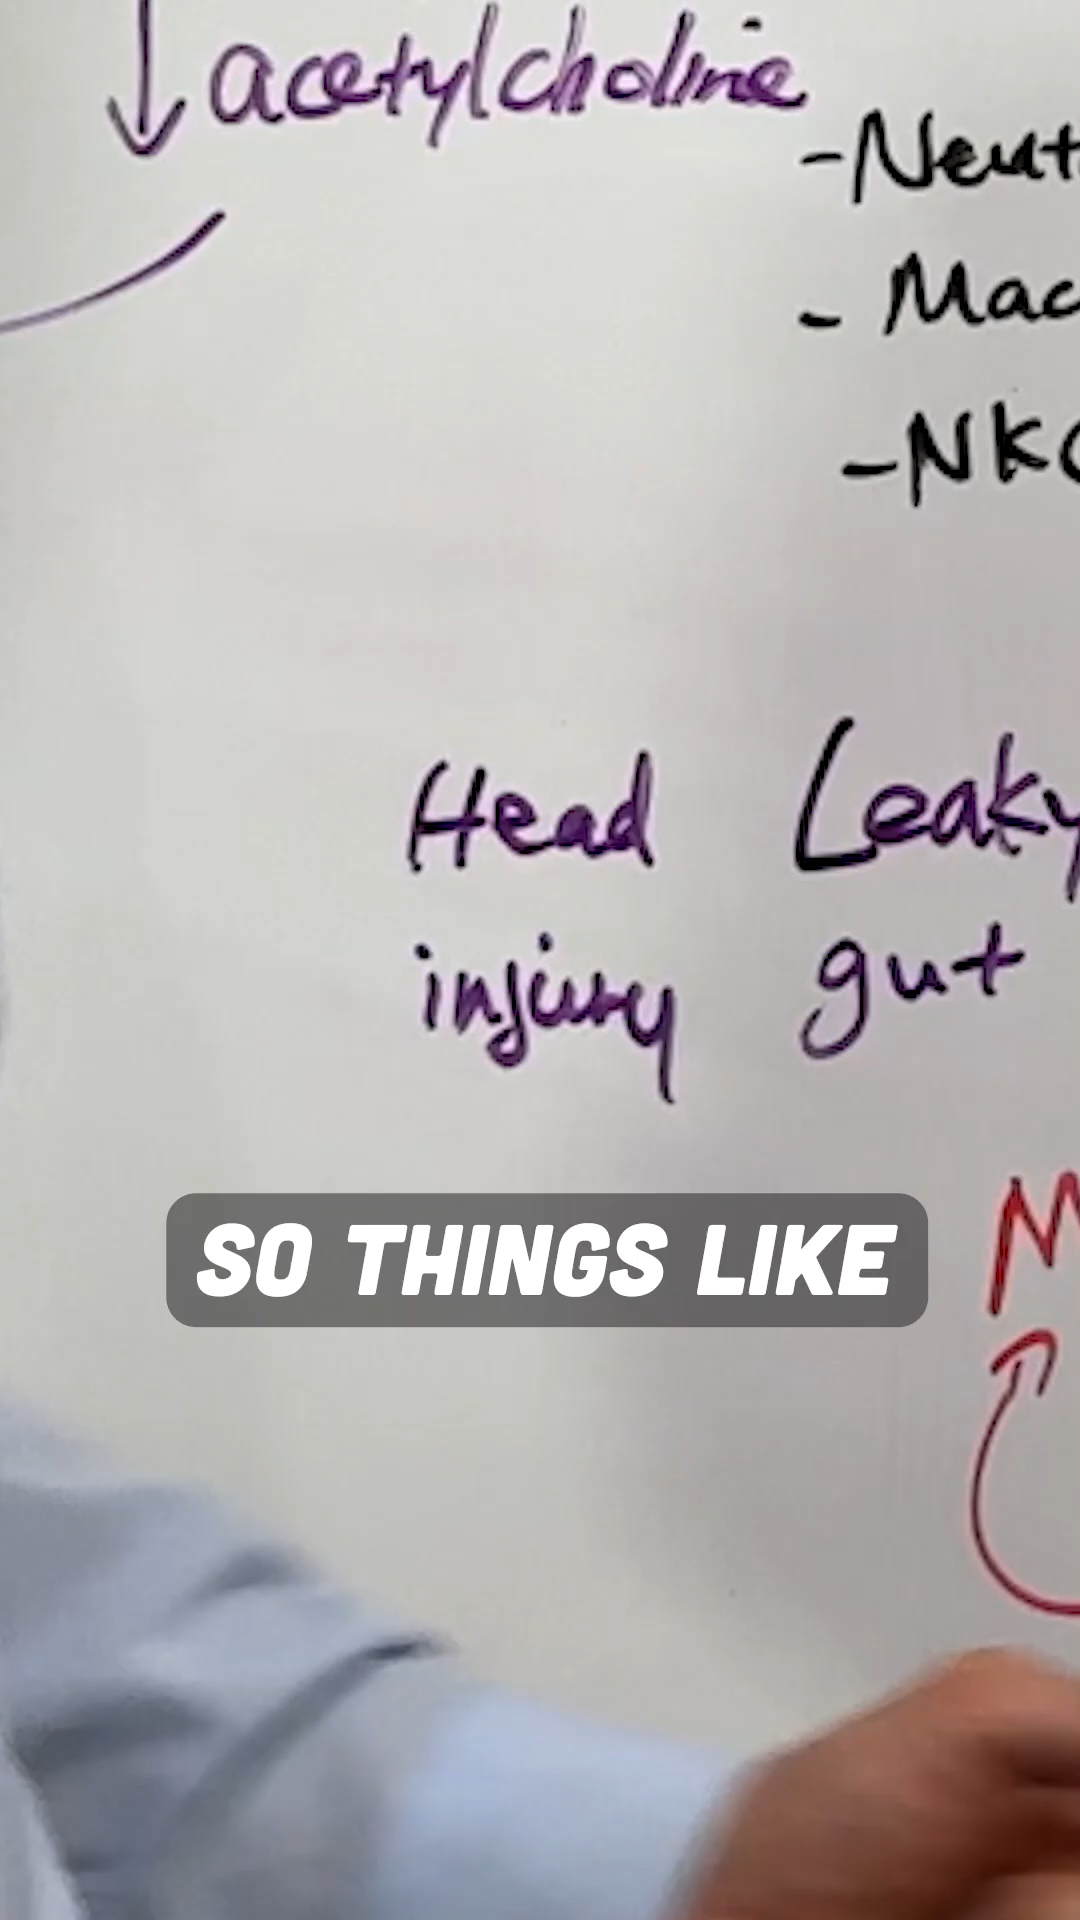 ↓ acetylcholine
- Neut
- Mac
- NK
Head Leaky
injury gut
SO THINGS LIKE
M